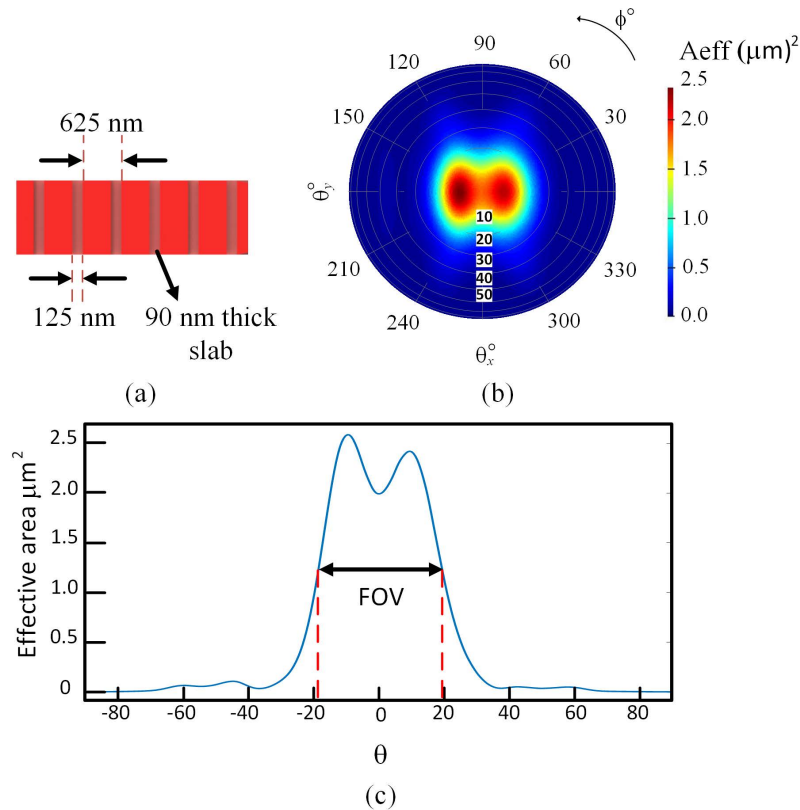 625 nm
125 nm
90 nm thick
slab
(a)
ϕ°
90
120
60
150
30
θy°
210
330
240
300
θx°
10
20
30
40
50
Aeff (μm)²
2.5
2.0
1.5
1.0
0.5
0.0
(b)
Effective area μm²
2.5
2.0
1.5
1.0
0.5
0
FOV
-80 -60 -40 -20 0 20 40 60 80
θ
(c)